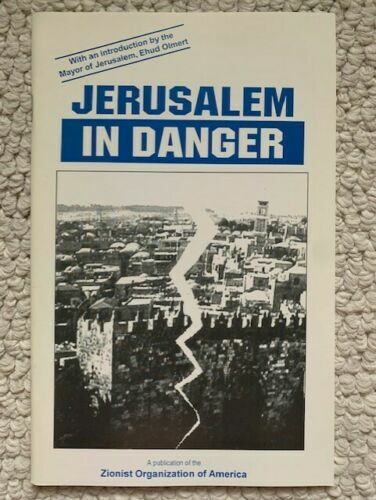 With an introduction by the
Mayor of Jerusalem, Ehud Olmert
JERUSALEM
IN DANGER
A publication of the
Zionist Organization of America